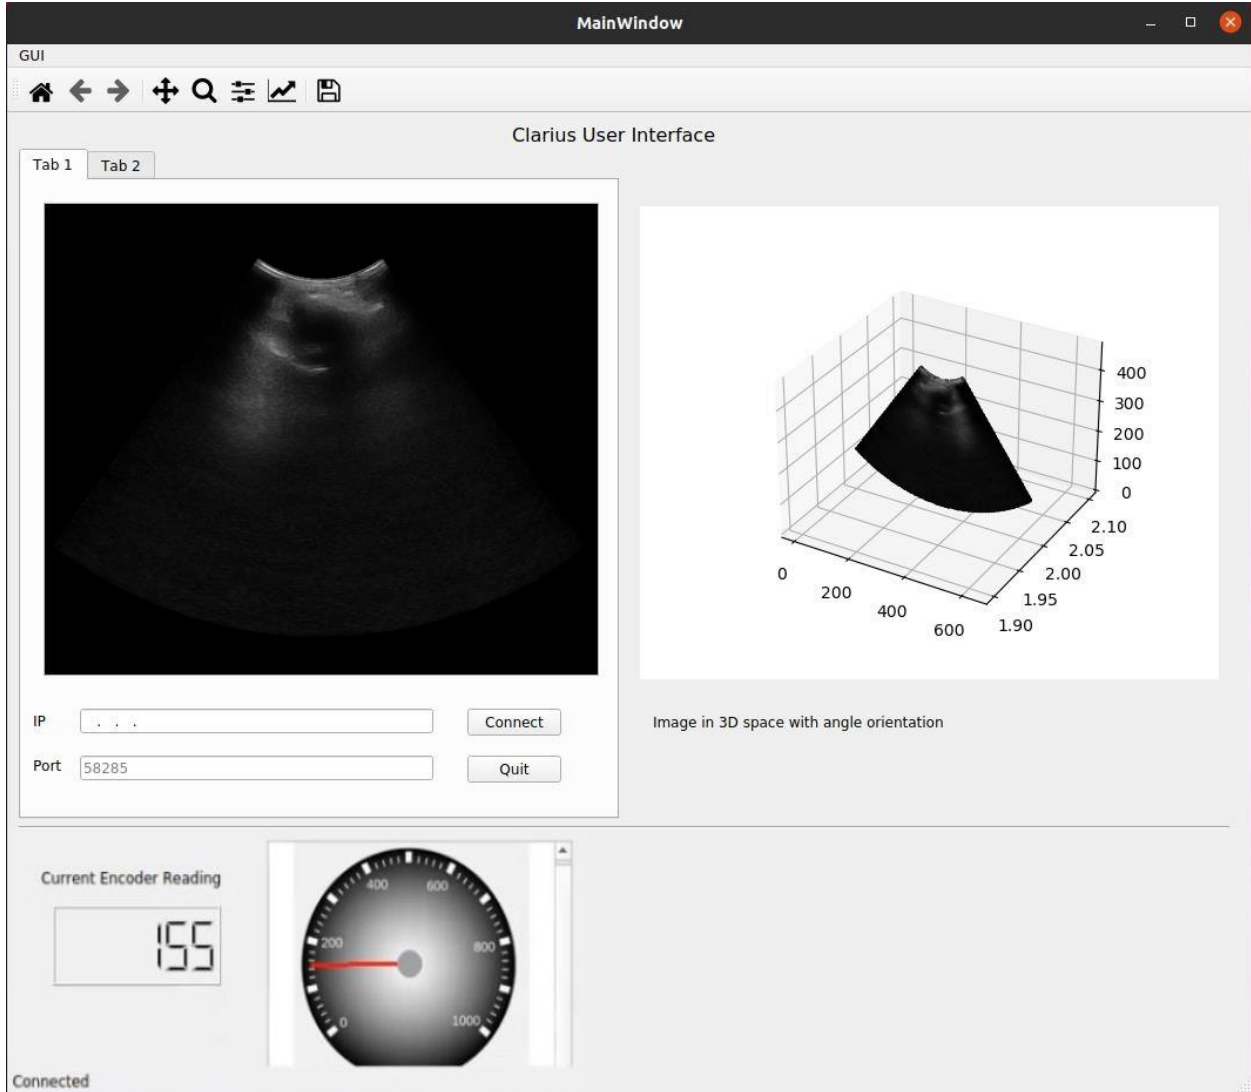 MainWindow
GUI
Clarius User Interface
Tab 1 Tab 2
400
300
200
100
0
2.10
2.05
2.00
1.95
1.90
0
200
400
600
IP . . . Connect
Port 58285 Quit
Image in 3D space with angle orientation
Current Encoder Reading
155
400 600
200 800
0 1000
Connected